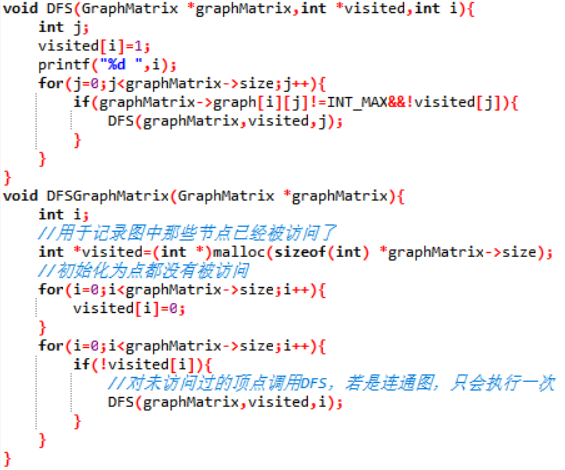 void DFS(GraphMatrix *graphMatrix,int *visited,int i){
    int j;
    visited[i]=1;
    printf("%d ",i);
    for(j=0;j<graphMatrix->size;j++){
        if(graphMatrix->graph[i][j]!=INT_MAX&&!visited[j]){
            DFS(graphMatrix,visited,j);
        }
    }
}
void DFSGraphMatrix(GraphMatrix *graphMatrix){
    int i;
    //用于记录图中那些节点已经被访问了
    int *visited=(int *)malloc(sizeof(int) *graphMatrix->size);
    //初始化为点都没有被访问
    for(i=0;i<graphMatrix->size;i++){
        visited[i]=0;
    }
    for(i=0;i<graphMatrix->size;i++){
        if(!visited[i]){
            //对未访问过的顶点调用DFS，若是连通图，只会执行一次
            DFS(graphMatrix,visited,i);
        }
    }
}